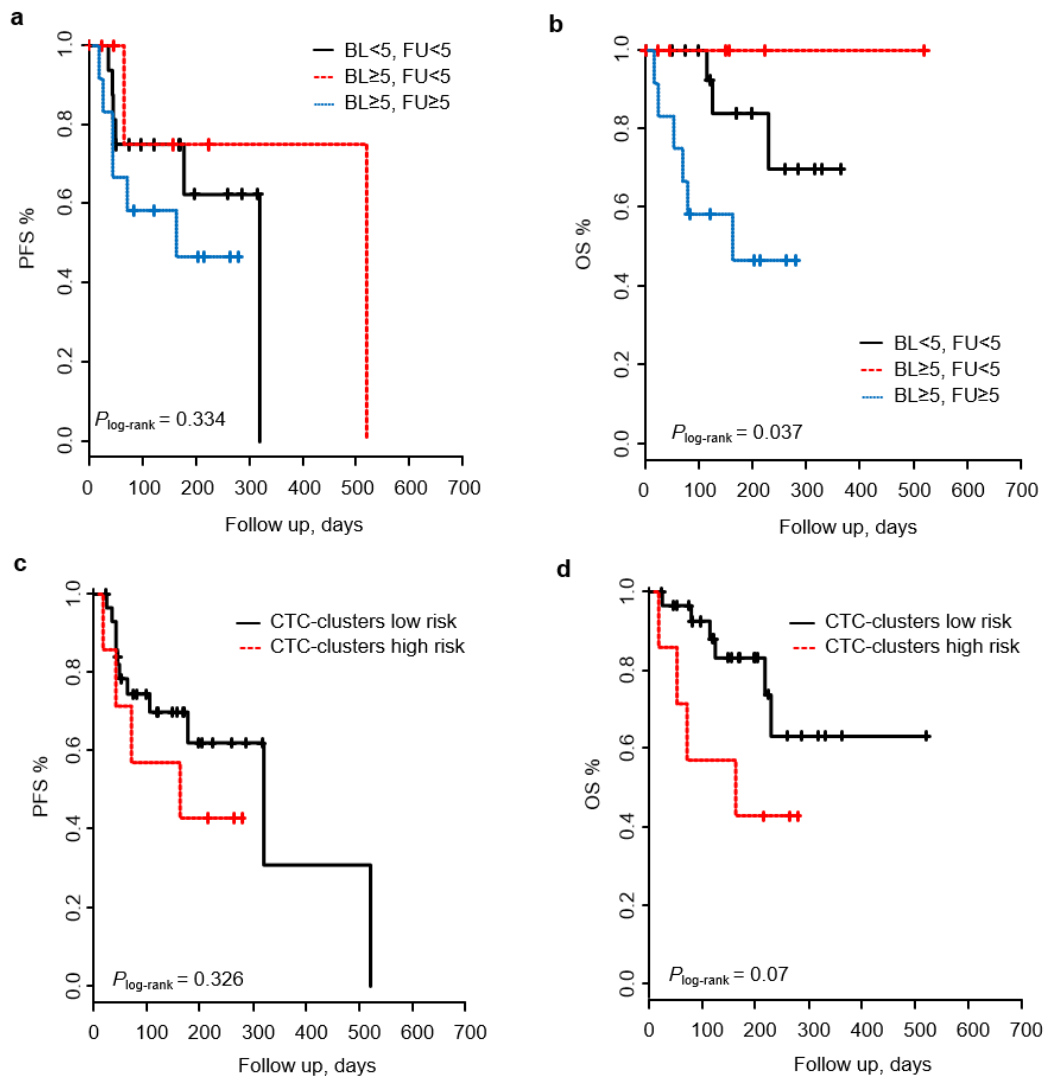 a
PFS %
1.0
0.8
0.6
0.4
0.2
0.0
BL<5, FU<5
BL≥5, FU<5
BL≥5, FU≥5
P log-rank = 0.334
0 100 200 300 400 500 600 700
Follow up, days
b
OS %
1.0
0.8
0.6
0.4
0.2
0.0
BL<5, FU<5
BL≥5, FU<5
BL≥5, FU≥5
P log-rank = 0.037
0 100 200 300 400 500 600 700
Follow up, days
c
PFS %
1.0
0.8
0.6
0.4
0.2
0.0
CTC-clusters low risk
CTC-clusters high risk
P log-rank = 0.326
0 100 200 300 400 500 600 700
Follow up, days
d
OS %
1.0
0.8
0.6
0.4
0.2
0.0
CTC-clusters low risk
CTC-clusters high risk
P log-rank = 0.07
0 100 200 300 400 500 600 700
Follow up, days